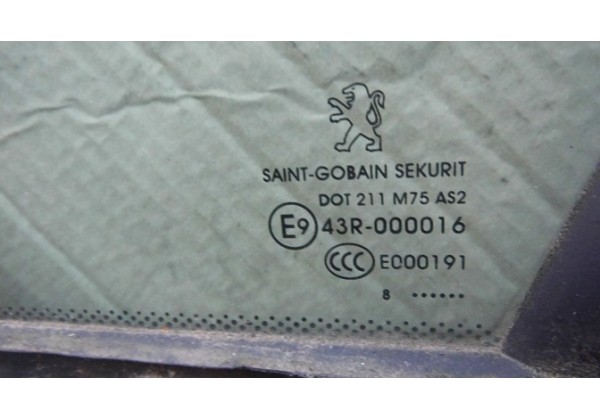 SAINT-GOBAIN SEKURIT
DOT 211 M75 AS2
E9 43R-000016
CCC E000191
8 ......